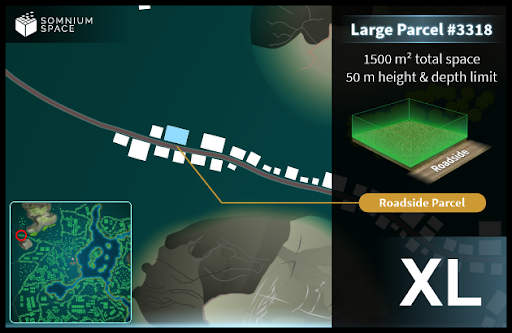 SOMNIUM
SPACE
Large Parcel #3318
1500 m² total space
50 m height & depth limit
Roadside
Roadside Parcel
XL